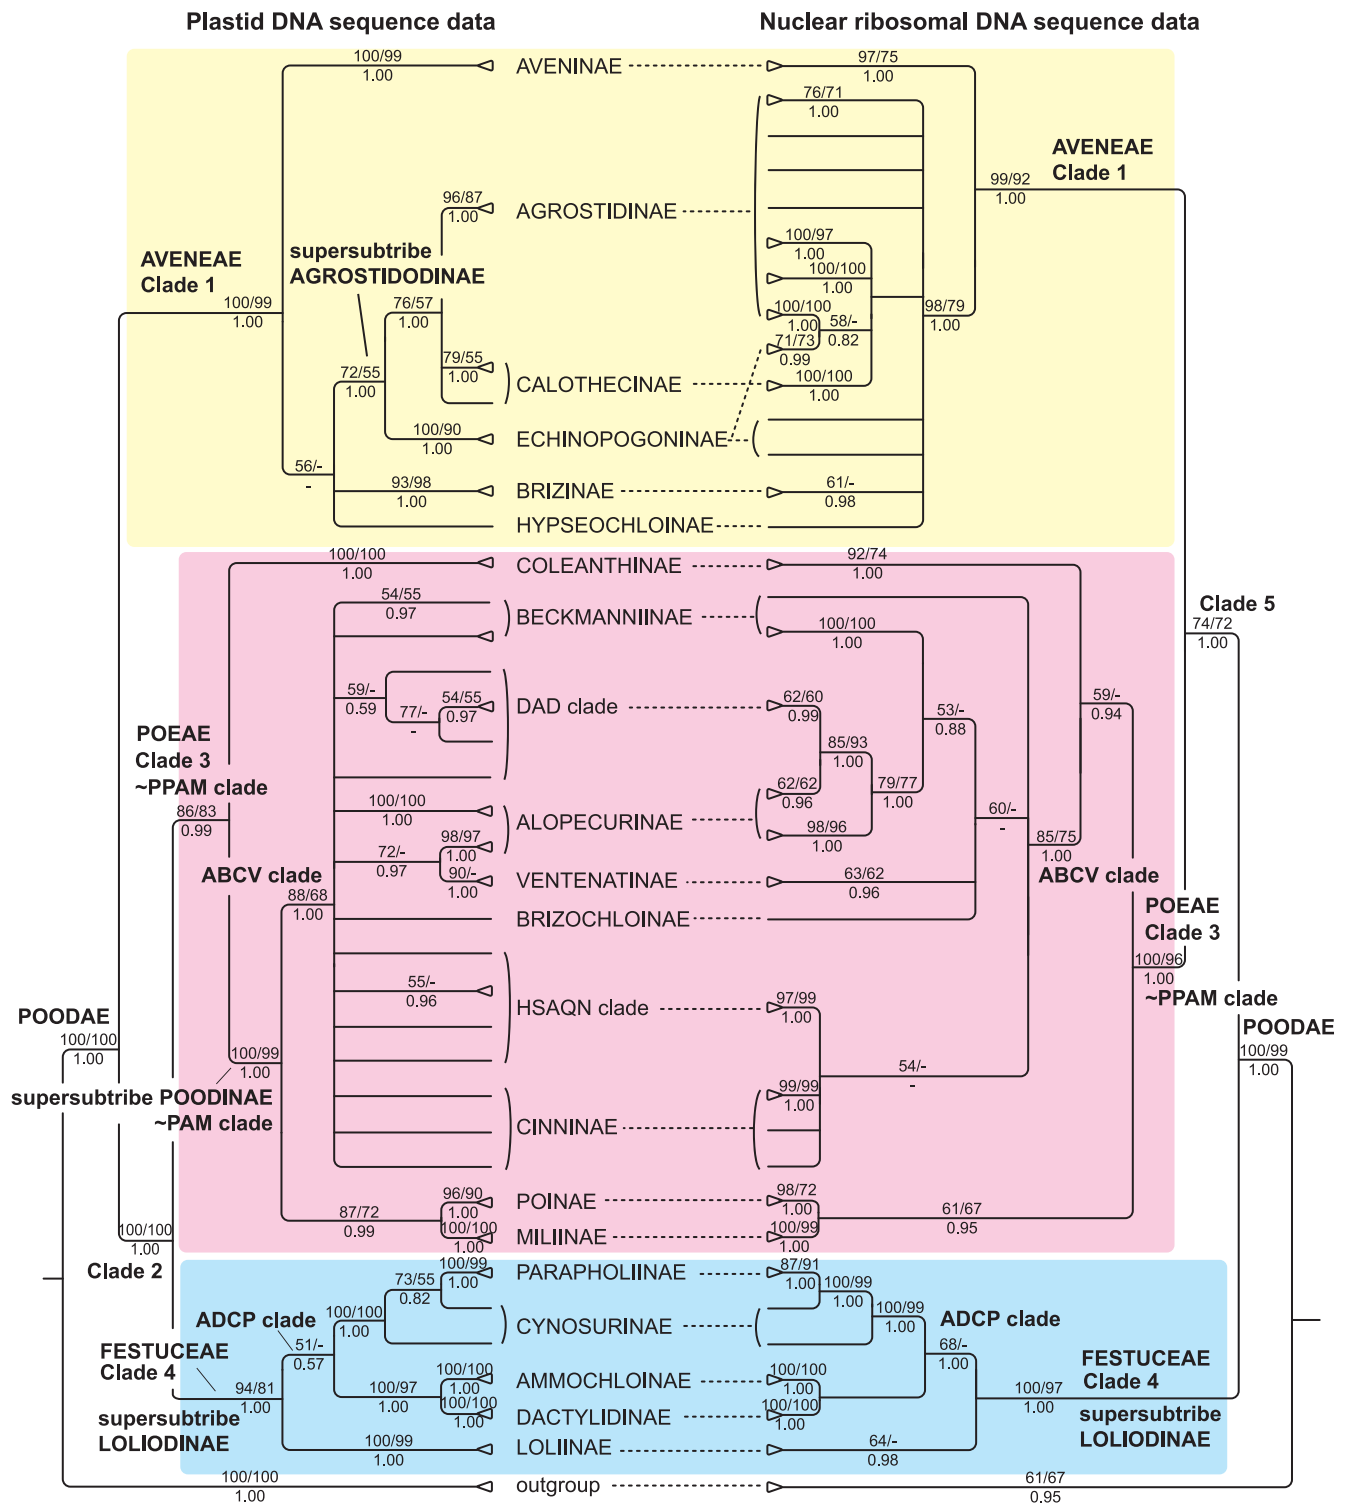 Plastid DNA sequence data
Nuclear ribosomal DNA sequence data
100/99
1.00
AVENINAE
97/75
1.00
76/71
1.00
AVENEAE
Clade 1
99/92
1.00
96/87
1.00
AGROSTIDINAE
supersubtribe
AGROSTIDODINAE
AVENEAE
Clade 1
100/99
1.00
100/97
1.00
100/100
1.00
76/57
1.00
100/100
1.00
58/-
0.82
98/79
1.00
71/73
0.99
72/55
1.00
79/55
1.00
CALOTHECINAE
100/100
1.00
100/90
1.00
ECHINOPOGONINAE
56/-
-
93/98
1.00
BRIZINAE
61/-
0.98
HYPSEOCHLOINAE
100/100
1.00
COLEANTHINAE
92/74
1.00
54/55
0.97
BECKMANNIINAE
100/100
1.00
Clade 5
74/72
1.00
59/-
0.59
77/-
-
54/55
0.97
DAD clade
62/60
0.99
53/-
0.88
59/-
0.94
POEAE
Clade 3
~PPAM clade
86/83
0.99
85/93
1.00
79/77
1.00
62/62
0.96
100/100
1.00
ALOPECURINAE
98/96
1.00
60/-
-
85/75
1.00
98/97
1.00
72/-
0.97
90/-
1.00
VENTENATINAE
63/62
0.96
ABCV clade
88/68
1.00
ABCV clade
BRIZOCHLOINAE
POEAE
Clade 3
100/96
1.00
~PPAM clade
55/-
0.96
HSAQN clade
97/99
1.00
POODAE
100/100
1.00
POODAE
100/99
1.00
100/99
1.00
supersubtribe POODINAE
~PAM clade
54/-
-
99/99
1.00
CINNINAE
96/90
1.00
POINAE
98/72
1.00
87/72
0.99
61/67
0.95
100/100
1.00
MILIINAE
100/99
1.00
100/100
1.00
Clade 2
100/99
1.00
PARAPHOLIINAE
87/91
1.00
73/55
0.82
100/99
1.00
ADCP clade
100/100
1.00
CYNOSURINAE
100/99
1.00
ADCP clade
51/-
0.57
68/-
1.00
FESTUCEAE
Clade 4
94/81
1.00
100/97
1.00
100/100
1.00
AMMOCHLOINAE
100/100
1.00
100/97
1.00
FESTUCEAE
Clade 4
100/100
1.00
DACTYLIDINAE
100/100
1.00
supersubtribe
LOLIODINAE
supersubtribe
LOLIODINAE
100/99
1.00
LOLIINAE
64/-
0.98
100/100
1.00
outgroup
61/67
0.95